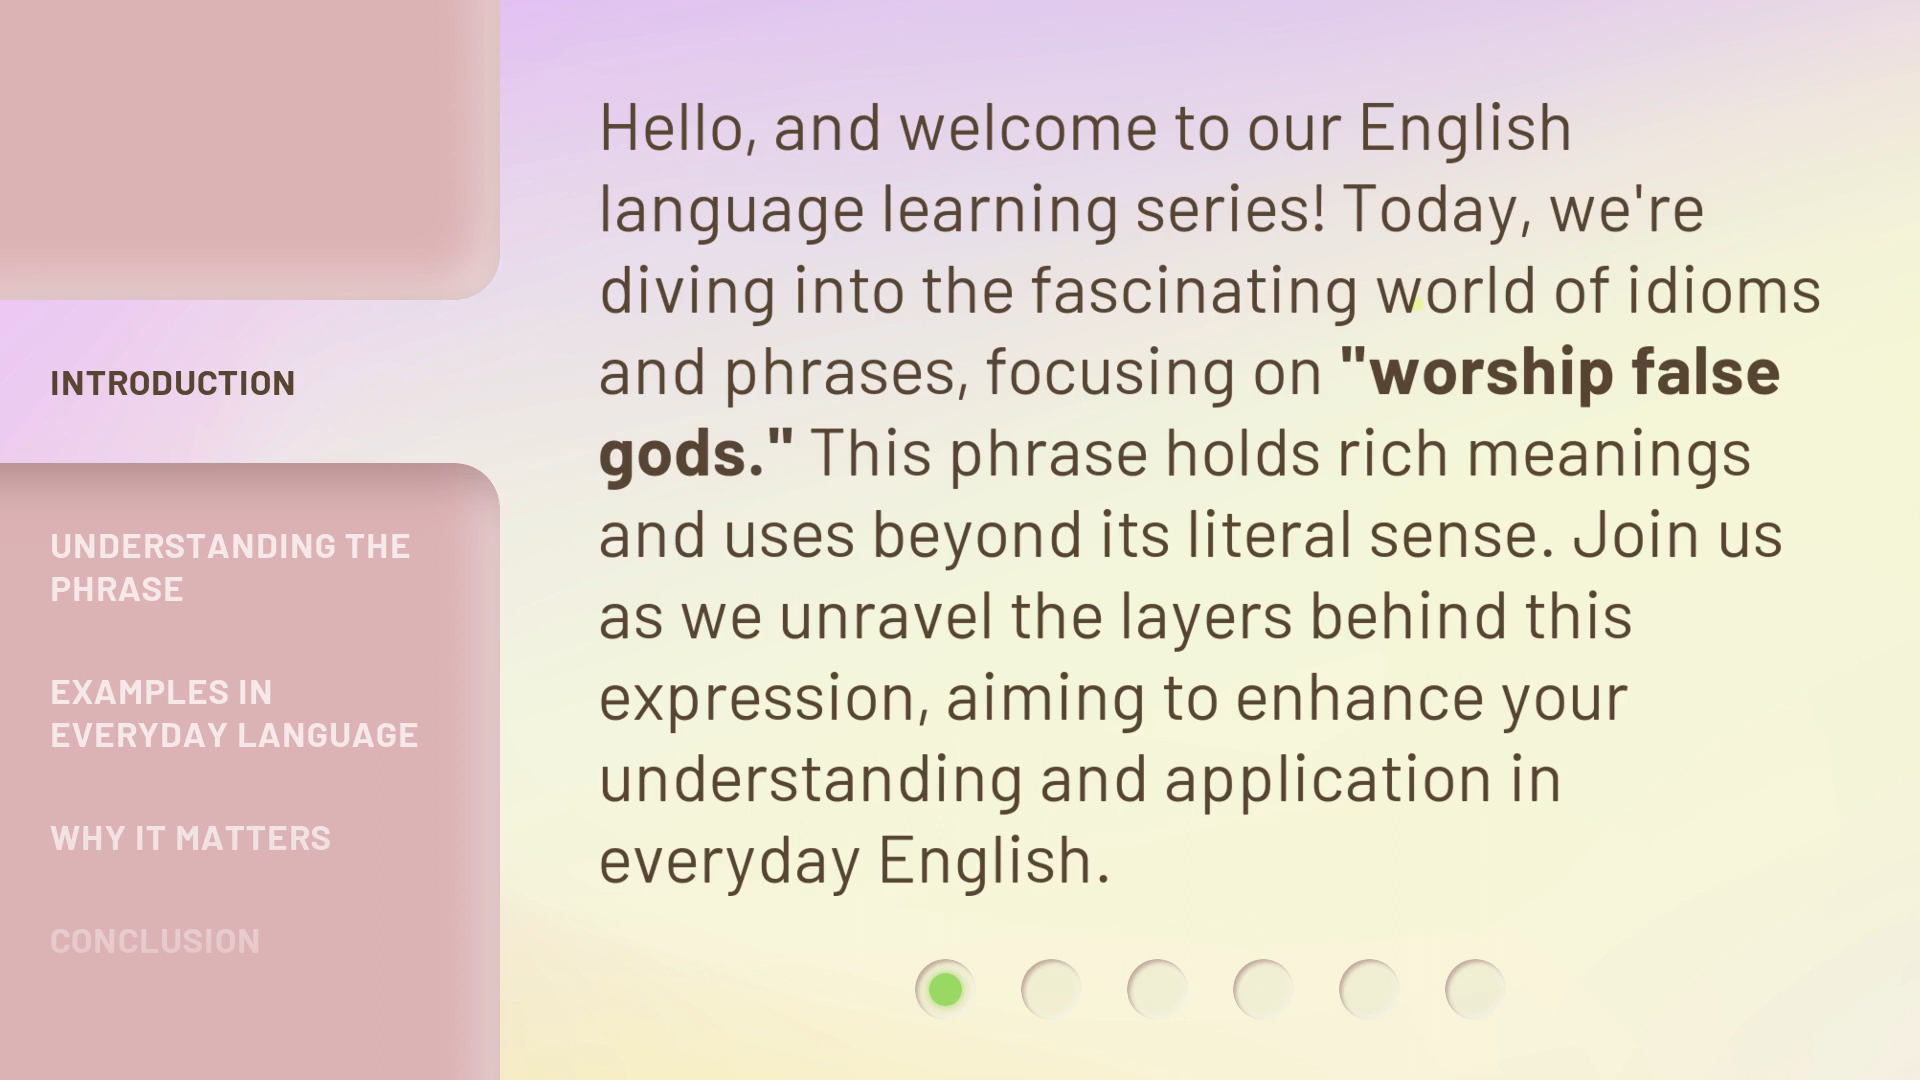 INTRODUCTION
UNDERSTANDING THE
PHRASE
EXAMPLES IN
EVERYDAY LANGUAGE
WHY IT MATTERS
CONCLUSION
Hello, and welcome to our English
language learning series! Today, we're
diving into the fascinating world of idioms
and phrases, focusing on "worship false
gods." This phrase holds rich meanings
and uses beyond its literal sense. Join us
as we unravel the layers behind this
expression, aiming to enhance your
understanding and application in
everyday English.